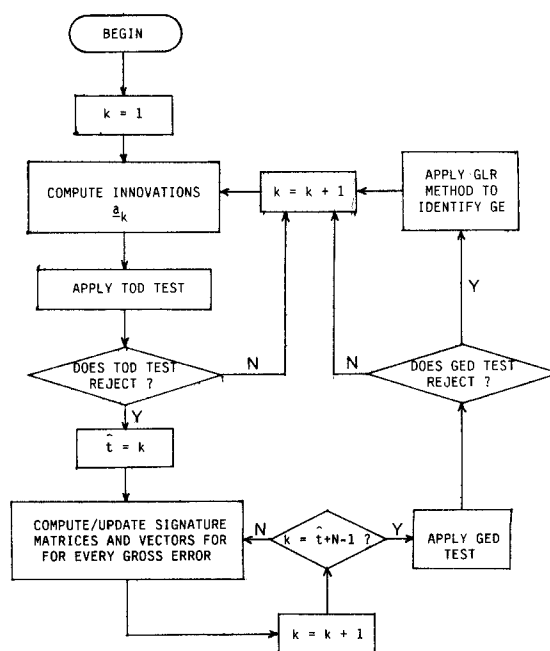 BEGIN
k = 1
COMPUTE INNOVATIONS
a_k
k = k + 1
APPLY GLR
METHOD TO
IDENTIFY GE
APPLY TOD TEST
Y
DOES TOD TEST
REJECT ?
N
N
DOES GED TEST
REJECT ?
Y
t̂ = k
COMPUTE/UPDATE SIGNATURE
MATRICES AND VECTORS FOR
FOR EVERY GROSS ERROR
N
k = t̂+N-1 ?
Y
APPLY GED
TEST
k = k + 1